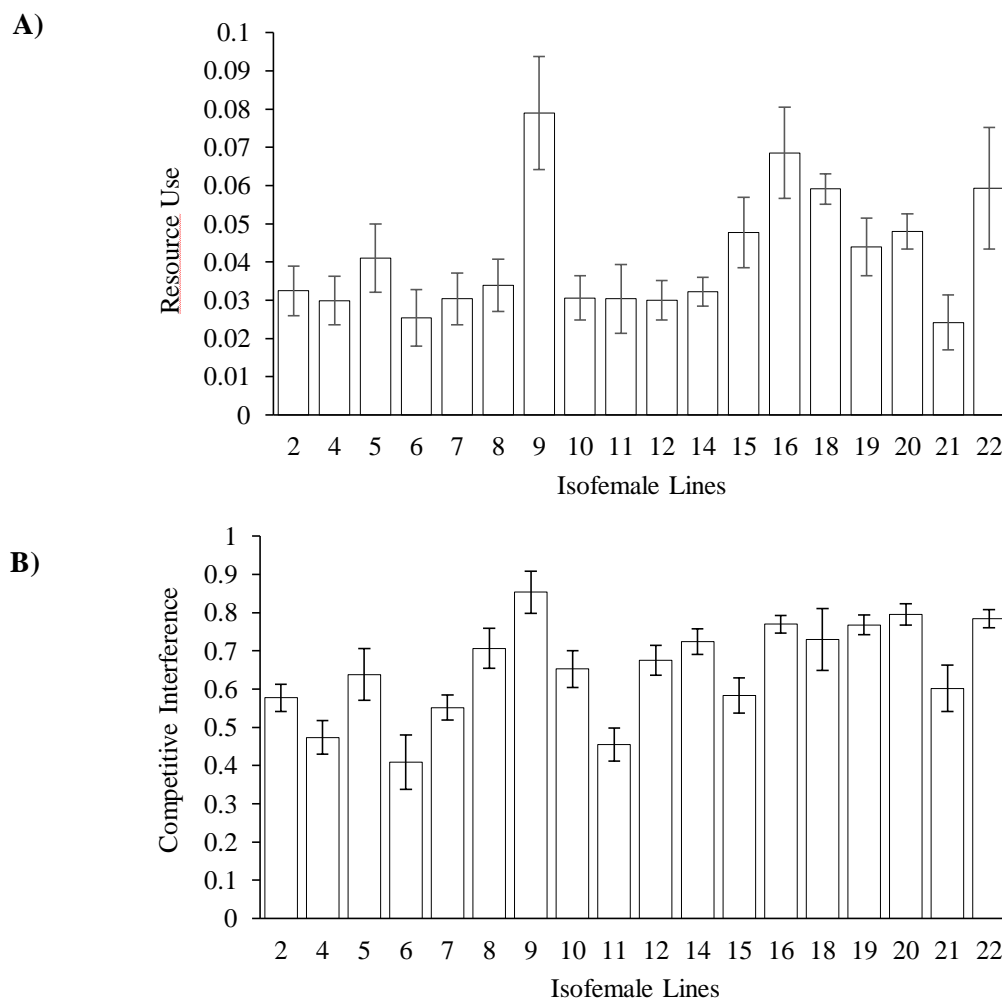 A)
0.1
0.09
0.08
0.07
0.06
0.05
0.04
0.03
0.02
0.01
0
Resource Use
2 4 5 6 7 8 9 10 11 12 14 15 16 18 19 20 21 22
Isofemale Lines
B)
1
0.9
0.8
0.7
0.6
0.5
0.4
0.3
0.2
0.1
0
Competitive Interference
2 4 5 6 7 8 9 10 11 12 14 15 16 18 19 20 21 22
Isofemale Lines